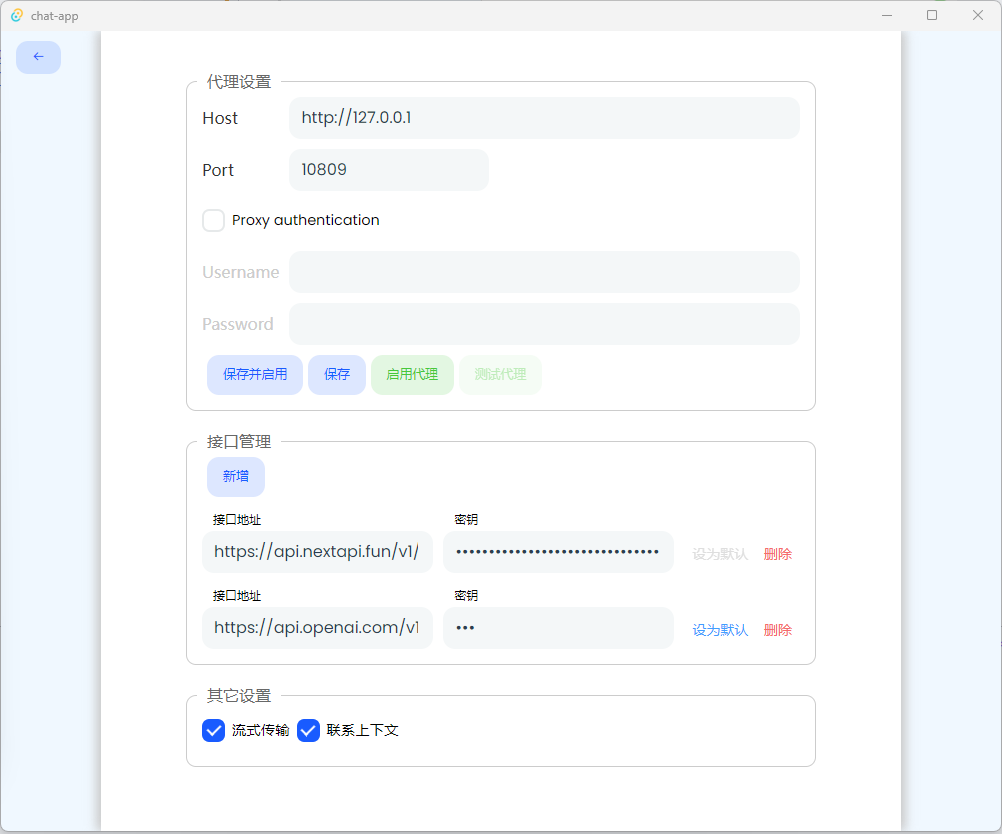 chat-app
代理设置
Host http://127.0.0.1
Port 10809
Proxy authentication
Username
Password
保存并启用 保存 启用代理 测试代理
接口管理
新增
接口地址 密钥
https://api.nextapi.fun/v1/ •••••••••••••••••••••••••••••••• 设为默认 删除
接口地址 密钥
https://api.openai.com/v1 ••• 设为默认 删除
其它设置
流式传输 联系上下文